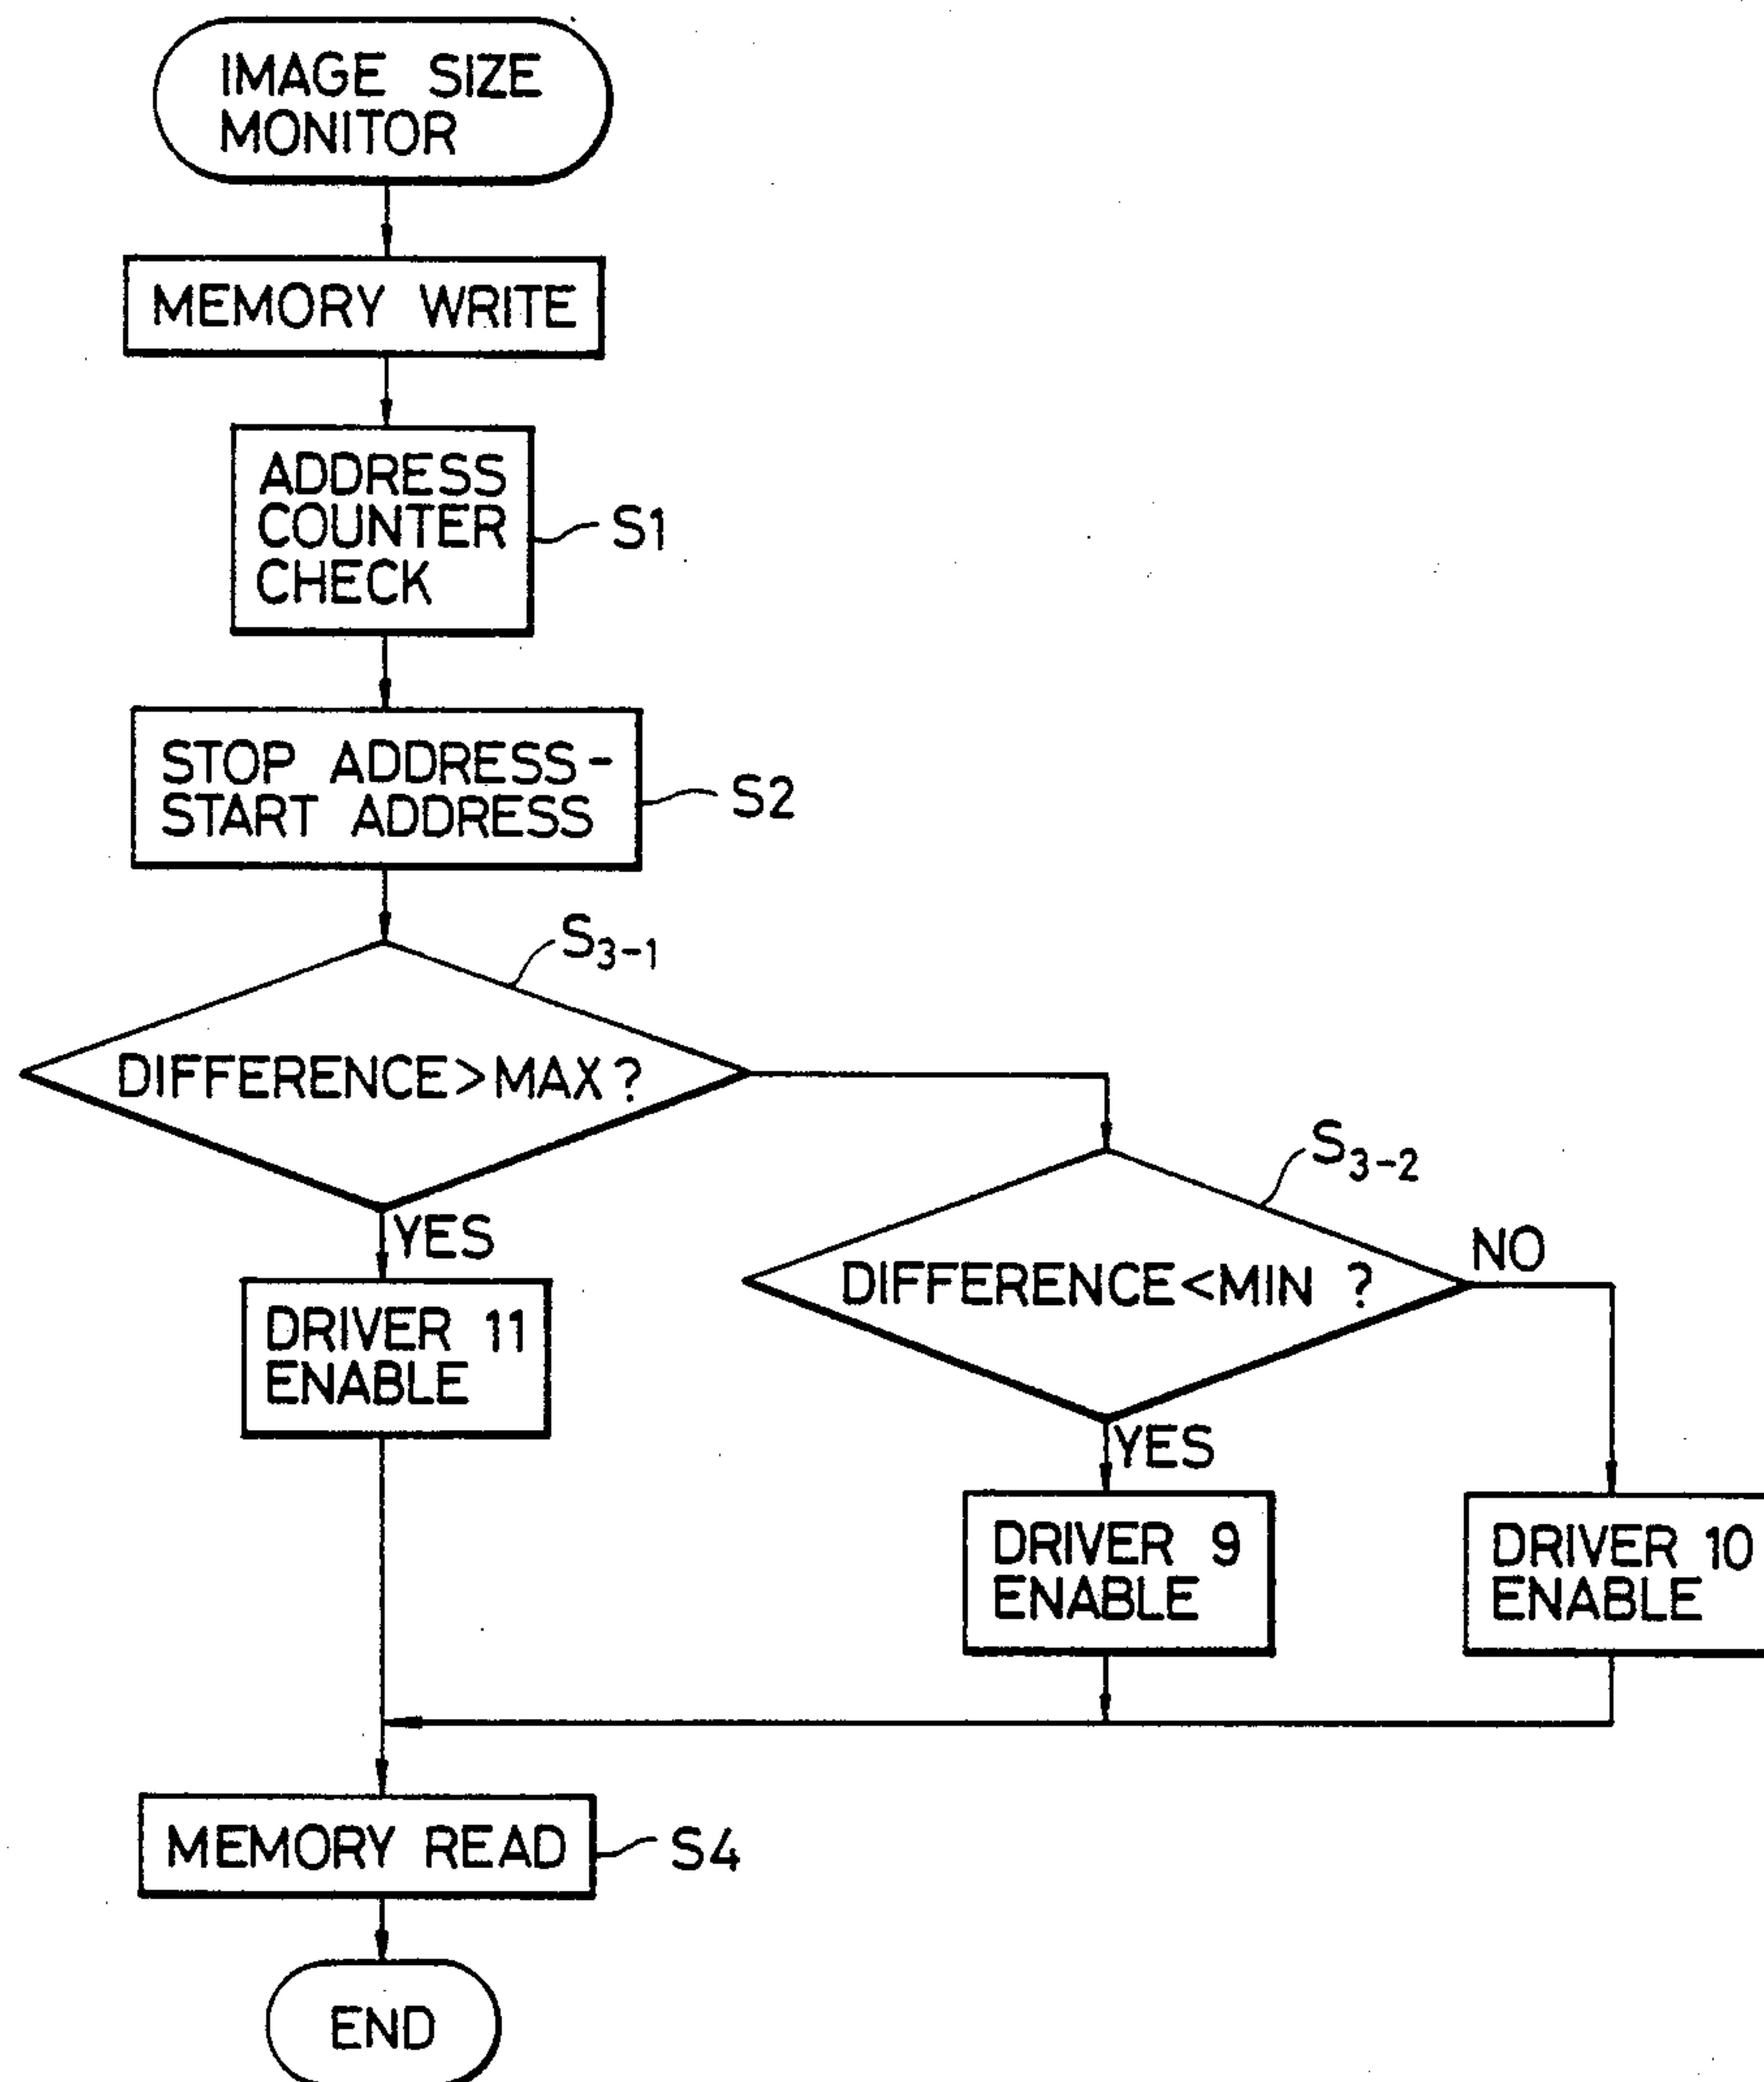 IMAGE SIZE
MONITOR
MEMORY WRITE
ADDRESS
COUNTER
CHECK
S1
STOP ADDRESS-
START ADDRESS
S2
S3-1
DIFFERENCE>MAX?
S3-2
YES
DIFFERENCE<MIN ?
NO
DRIVER 11
ENABLE
YES
DRIVER 9
ENABLE
DRIVER 10
ENABLE
MEMORY READ
S4
END